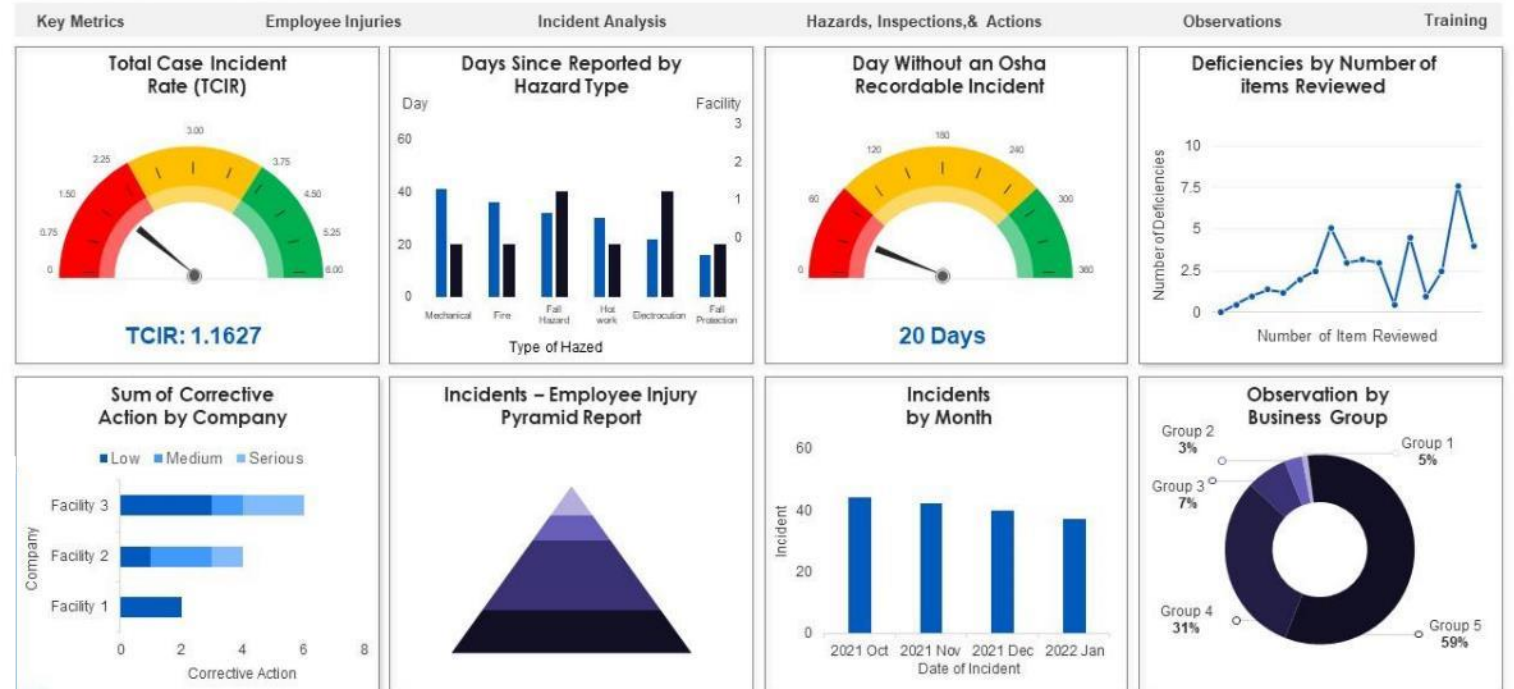 Key Metrics Employee Injuries Incident Analysis Hazards, Inspections,& Actions Observations Training
Total Case Incident
Rate (TCIR)
3.00
2.25
3.75
1.50
4.50
0.75
5.25
0
6.00
TCIR: 1.1627
Days Since Reported by
Hazard Type
Day
Facility
3
60
2
40
1
20
0
0
Mechanical
Fire
Fall
Hazard
Hot
work
Electrocution
Fall
Protection
Type of Hazed
Day Without an Osha
Recordable Incident
180
120
240
60
300
0
360
20 Days
Deficiencies by Number of
items Reviewed
Number of Deficiencies
10
7.5
5
2.5
0
Number of Item Reviewed
Sum of Corrective
Action by Company
Low Medium Serious
Company
Facility 3
Facility 2
Facility 1
0 2 4 6 8
Corrective Action
Incidents – Employee Injury
Pyramid Report
Incidents
by Month
Incident
60
40
20
0
2021 Oct 2021 Nov 2021 Dec 2022 Jan
Date of Incident
Observation by
Business Group
Group 2
3%
Group 1
5%
Group 3
7%
Group 4
31%
Group 5
59%